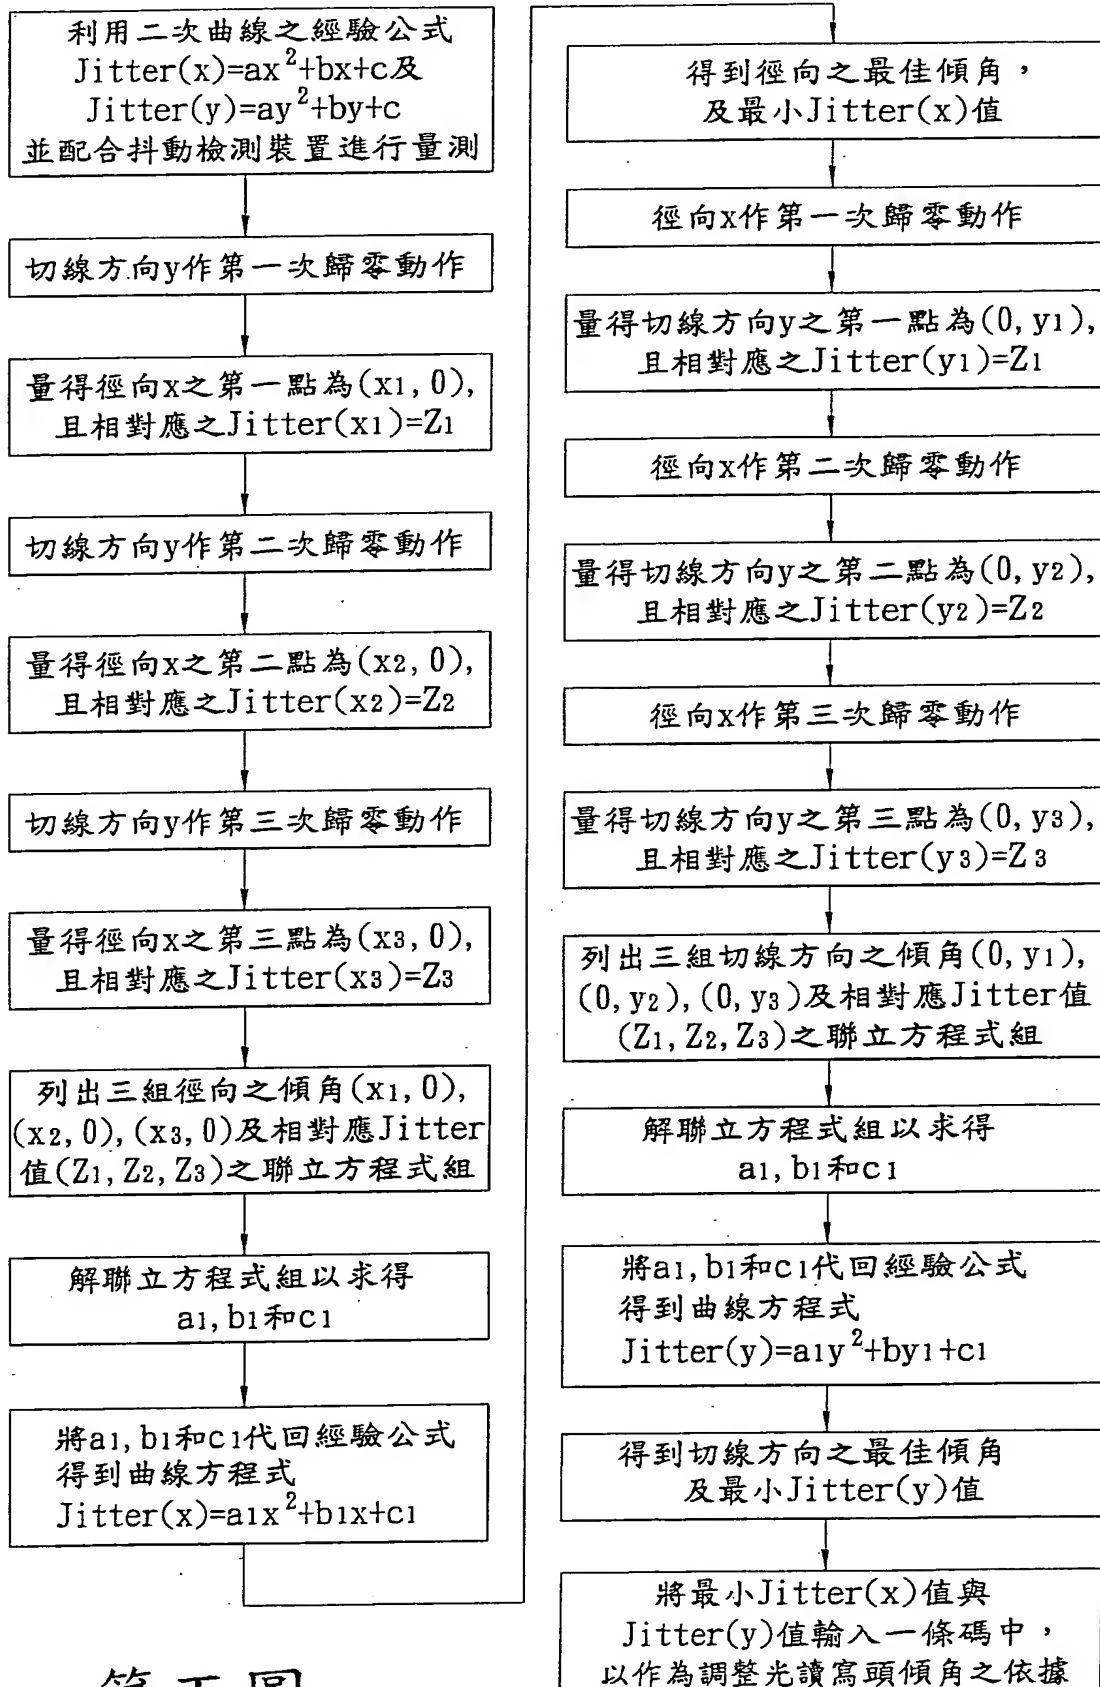 利用二次曲線之經驗公式
Jitter(x)=ax²+bx+c及
Jitter(y)=ay²+by+c
並配合抖動檢測裝置進行量測
切線方向y作第一次歸零動作
量得徑向x之第一點為(x1, 0),
且相對應之Jitter(x1)=Z1
切線方向y作第二次歸零動作
量得徑向x之第二點為(x2, 0),
且相對應之Jitter(x2)=Z2
切線方向y作第三次歸零動作
量得徑向x之第三點為(x3, 0),
且相對應之Jitter(x3)=Z3
列出三組徑向之傾角(x1, 0),
(x2, 0), (x3, 0)及相對應Jitter
值(Z1, Z2, Z3)之聯立方程式組
解聯立方程式組以求得
a1, b1和c1
將a1, b1和c1代回經驗公式
得到曲線方程式
Jitter(x)=a1x²+b1x+c1
得到徑向之最佳傾角，
及最小Jitter(x)值
徑向x作第一次歸零動作
量得切線方向y之第一點為(0, y1),
且相對應之Jitter(y1)=Z1
徑向x作第二次歸零動作
量得切線方向y之第二點為(0, y2),
且相對應之Jitter(y2)=Z2
徑向x作第三次歸零動作
量得切線方向y之第三點為(0, y3),
且相對應之Jitter(y3)=Z3
列出三組切線方向之傾角(0, y1),
(0, y2), (0, y3)及相對應Jitter值
(Z1, Z2, Z3)之聯立方程式組
解聯立方程式組以求得
a1, b1和c1
將a1, b1和c1代回經驗公式
得到曲線方程式
Jitter(y)=a1y²+by1+c1
得到切線方向之最佳傾角
及最小Jitter(y)值
將最小Jitter(x)值與
Jitter(y)值輸入一條碼中，
以作為調整光讀寫頭傾角之依據